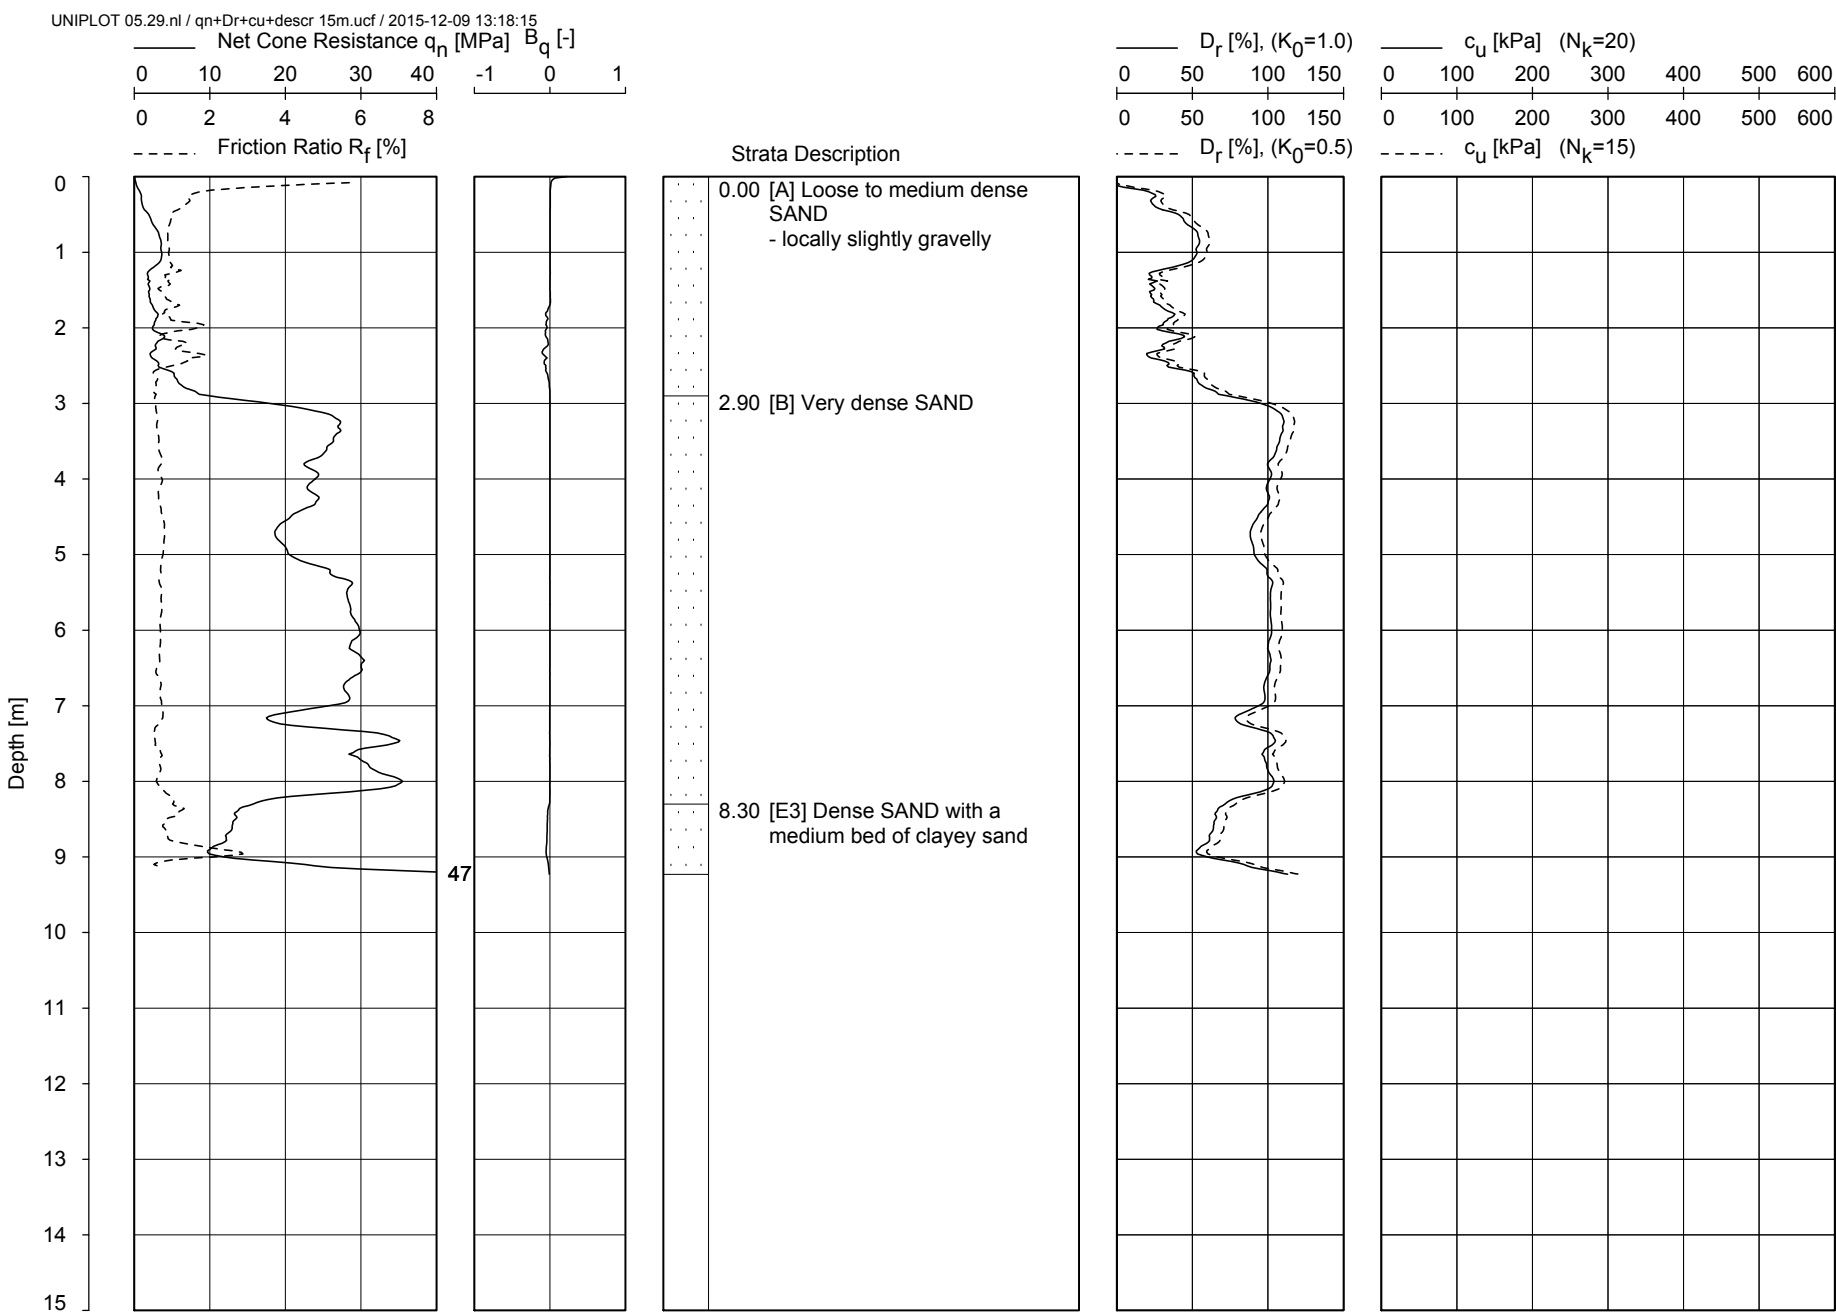 UNIPLOT 05.29.nl / qn+Dr+cu+descr 15m.ucf / 2015-12-09 13:18:15
Net Cone Resistance qn [MPa] Bq [-]
Dr [%], (K0=1.0)
cu [kPa] (Nk=20)
0 10 20 30 40
-1 0 1
0 50 100 150
0 100 200 300 400 500 600
0 2 4 6 8
0 50 100 150
0 100 200 300 400 500 600
Friction Ratio Rf [%]
Strata Description
Dr [%], (K0=0.5)
cu [kPa] (Nk=15)
0
0.00 [A] Loose to medium dense
SAND
- locally slightly gravelly
1
2
3
2.90 [B] Very dense SAND
4
5
6
7
Depth [m]
8
8.30 [E3] Dense SAND with a
medium bed of clayey sand
9
47
10
11
12
13
14
15